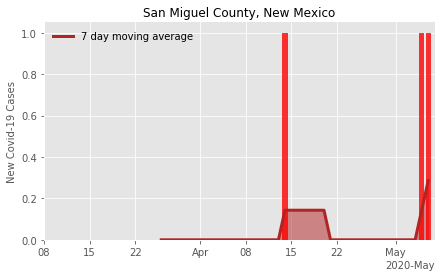 San Miguel County, New Mexico
7 day moving average
New Covid-19 Cases
1.0
0.8
0.6
0.4
0.2
0.0
08 15 22 Apr 08 15 22 May
2020-May